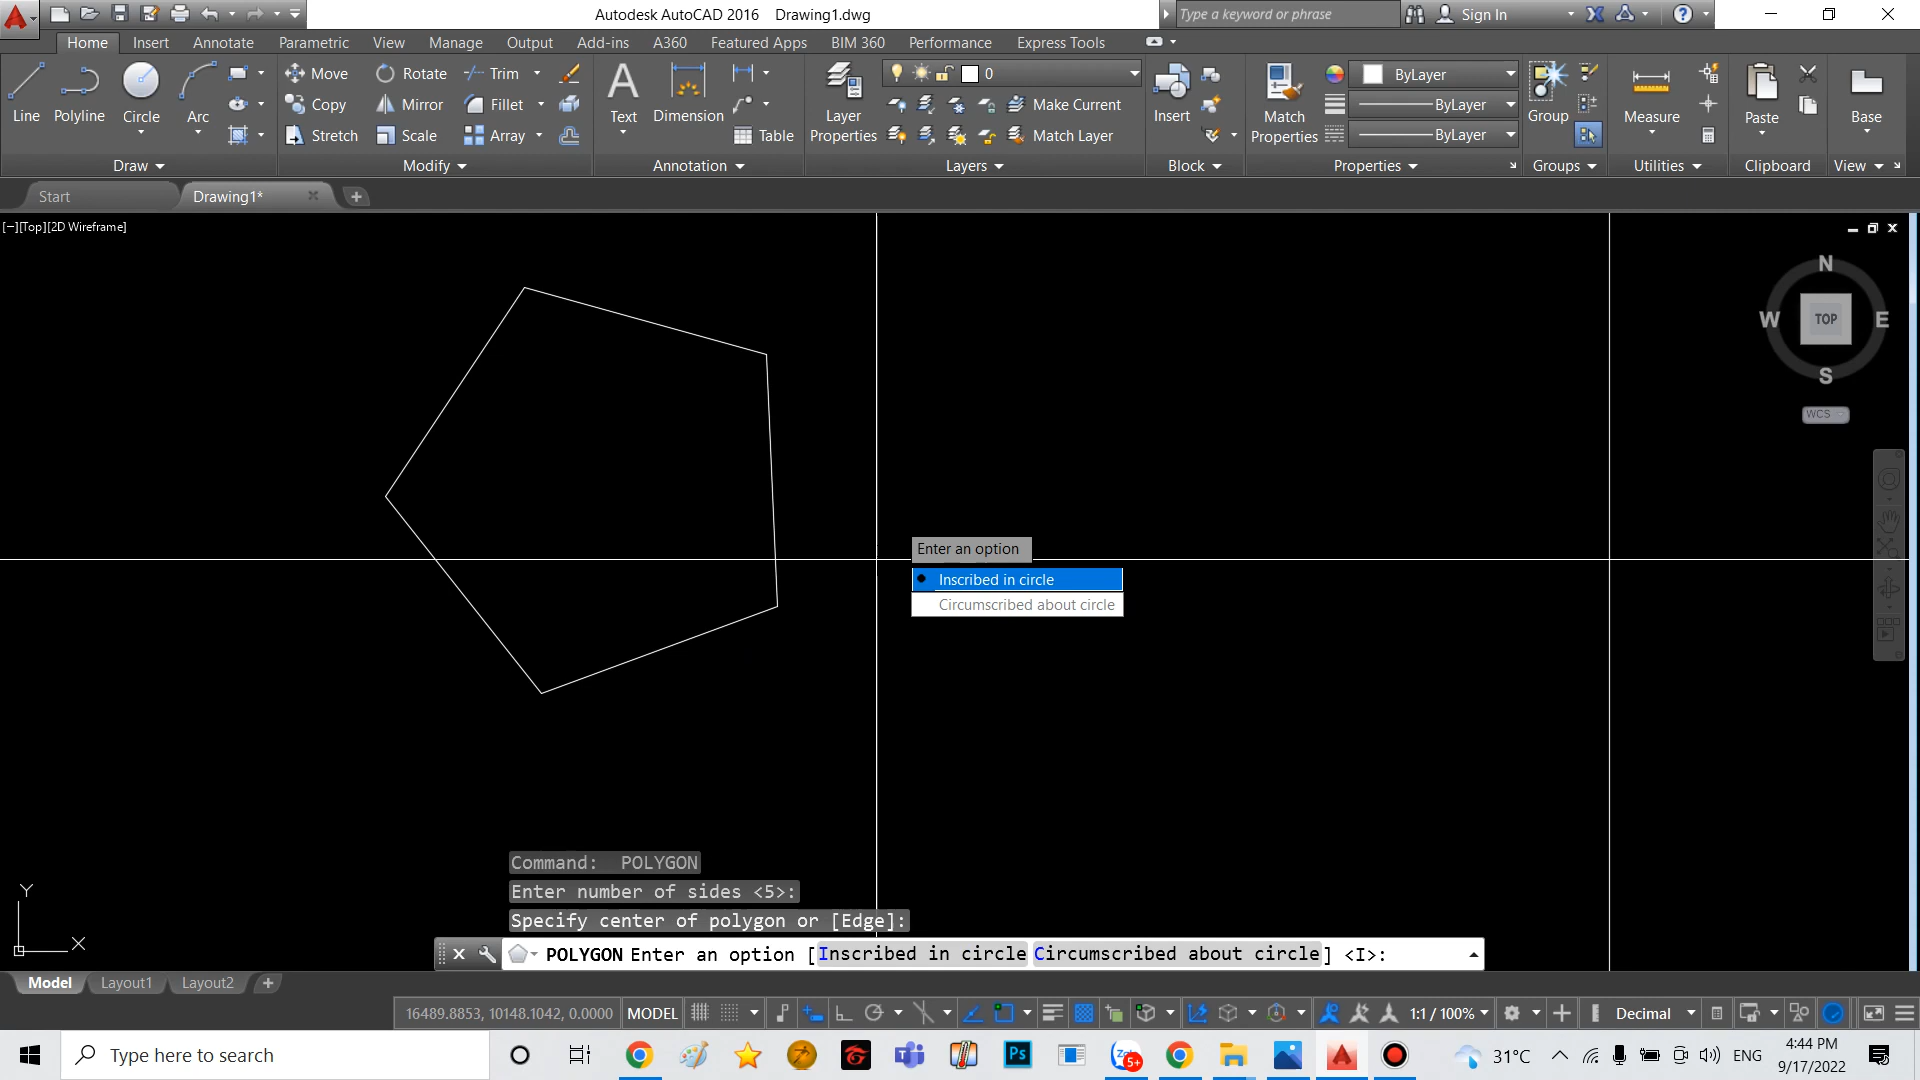 Autodesk AutoCAD 2016 Drawing1.dwg
Type a keyword or phrase
Sign In
Home Insert Annotate Parametric View Manage Output Add-ins A360 Featured Apps BIM 360 Performance Express Tools
Line Polyline Circle Arc
Move Rotate Trim
Copy Mirror Fillet
Stretch Scale Array
Text Dimension Table
Layer Properties
0
Make Current
Match Layer
Insert
Match Properties
ByLayer
ByLayer
ByLayer
Group
Measure
Paste
Base
Draw Modify Annotation Layers Block Properties Groups Utilities Clipboard View
Start Drawing1*
[−][Top][2D Wireframe]
N
W TOP E
S
WCS
Enter an option
Inscribed in circle
Circumscribed about circle
Command: POLYGON
Enter number of sides <5>:
Specify center of polygon or [Edge]:
POLYGON Enter an option [Inscribed in circle Circumscribed about circle] <I>:
Y
X
Model Layout1 Layout2
16489.8853, 10148.1042, 0.0000 MODEL 1:1 / 100% Decimal
Type here to search
Ps
5+
31°C ENG
4:44 PM
9/17/2022